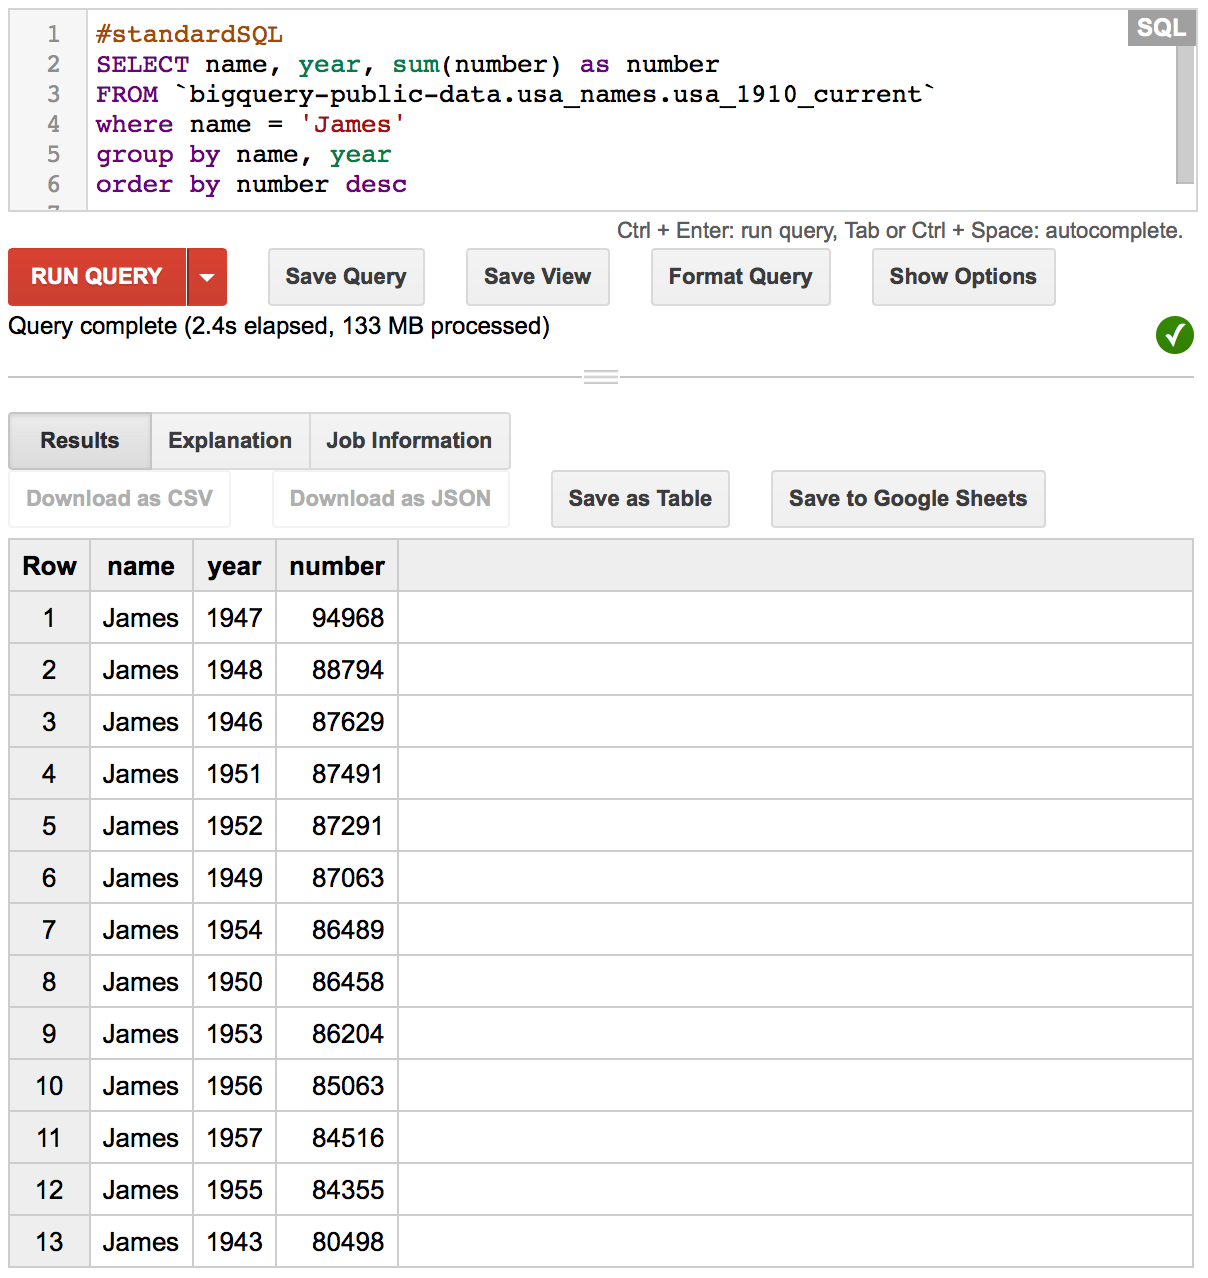 SQL
1 #standardSQL
2 SELECT name, year, sum(number) as number
3 FROM `bigquery-public-data.usa_names.usa_1910_current`
4 where name = 'James'
5 group by name, year
6 order by number desc
Ctrl + Enter: run query, Tab or Ctrl + Space: autocomplete.
RUN QUERY Save Query Save View Format Query Show Options
Query complete (2.4s elapsed, 133 MB processed)
Results Explanation Job Information
Download as CSV Download as JSON Save as Table Save to Google Sheets
Row name year number
1 James 1947 94968
2 James 1948 88794
3 James 1946 87629
4 James 1951 87491
5 James 1952 87291
6 James 1949 87063
7 James 1954 86489
8 James 1950 86458
9 James 1953 86204
10 James 1956 85063
11 James 1957 84516
12 James 1955 84355
13 James 1943 80498